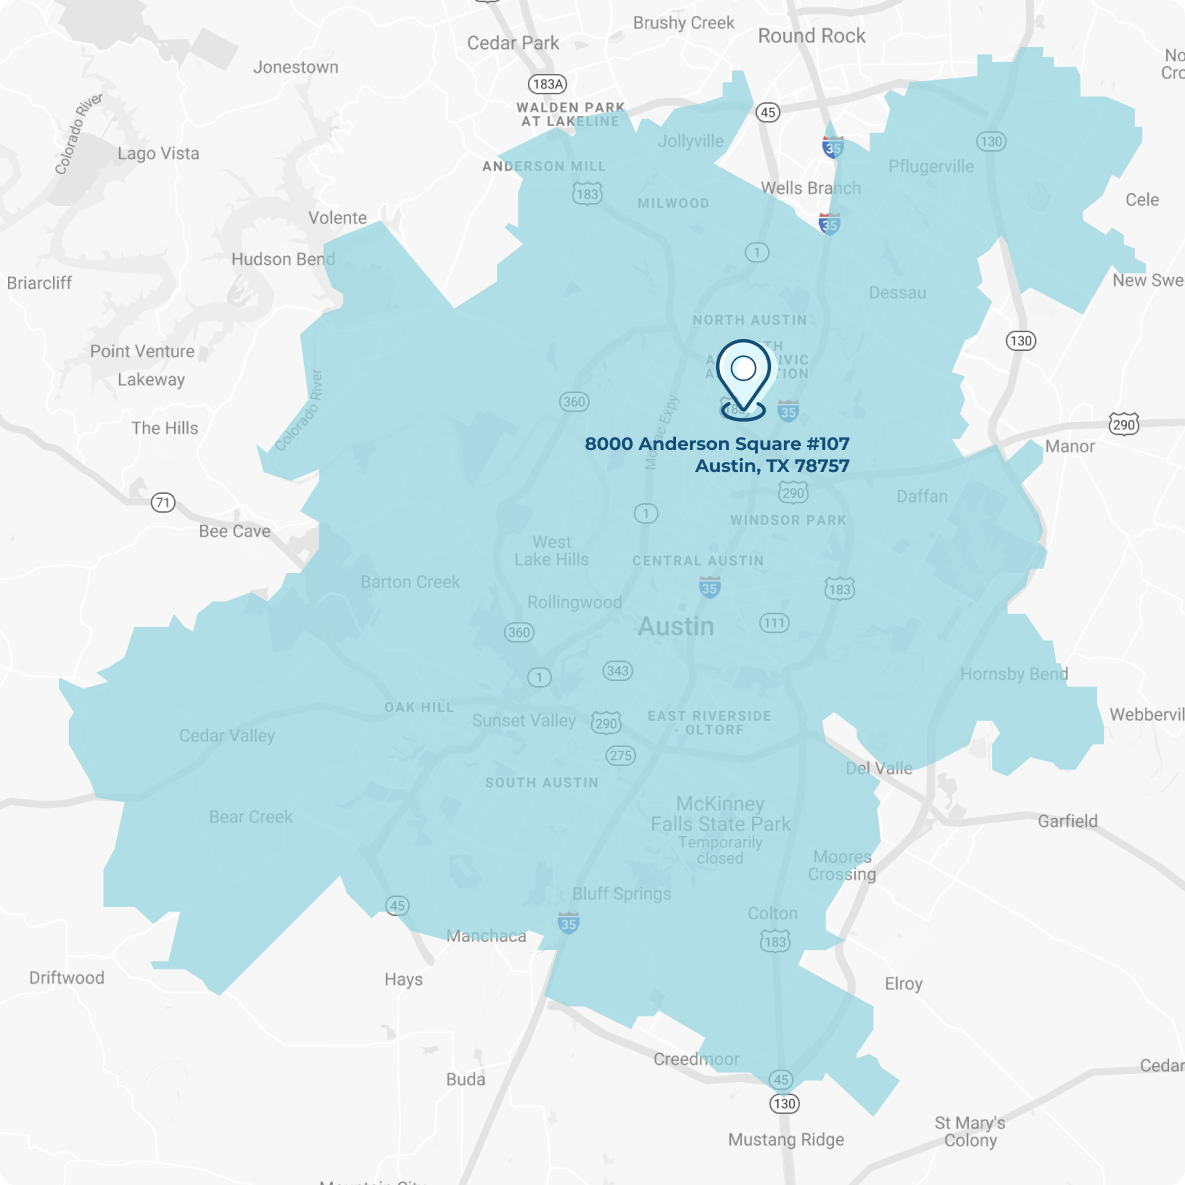 Brushy Creek
Round Rock
Cedar Park
No
Cro
Jonestown
183A
WALDEN PARK
AT LAKELINE
45
Colorado River
Lago Vista
Jollyville
35
130
ANDERSON MILL
Pflugerville
183
Wells Branch
MILWOOD
Cele
Volente
35
1
Hudson Bend
Briarcliff
New Swe
Dessau
NORTH AUSTIN
130
Point Venture
Lakeway
360
35
Colorado River
The Hills
290
8000 Anderson Square #107
Austin, TX 78757
Manor
71
290
Daffan
Bee Cave
1
WINDSOR PARK
West
Lake Hills
CENTRAL AUSTIN
Barton Creek
35
183
Rollingwood
360
Austin
111
343
1
Hornsby Bend
OAK HILL
Sunset Valley
290
EAST RIVERSIDE
- OLTORF
Webbervil
Cedar Valley
275
Del Valle
SOUTH AUSTIN
McKinney
Falls State Park
Temporarily
closed
Bear Creek
Garfield
Moores
Crossing
Bluff Springs
45
35
Colton
Manchaca
183
Driftwood
Hays
Elroy
Creedmoor
Cedar
Buda
45
130
St Mary's
Colony
Mustang Ridge
Mountain City